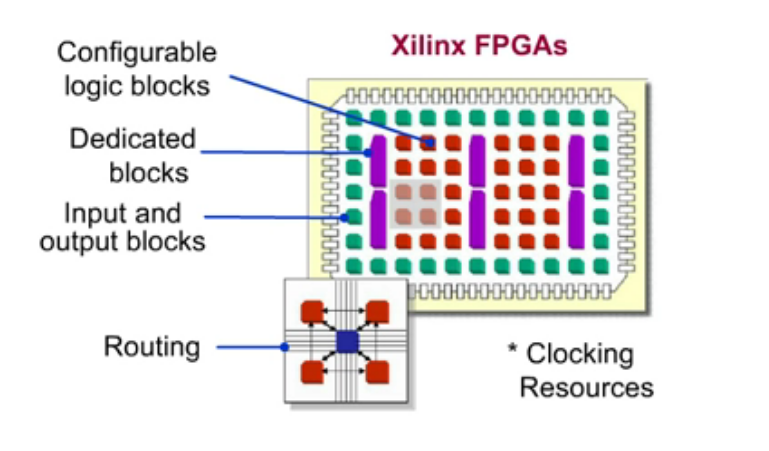 Xilinx FPGAs
Configurable
logic blocks
Dedicated
blocks
Input and
output blocks
Routing
* Clocking
Resources